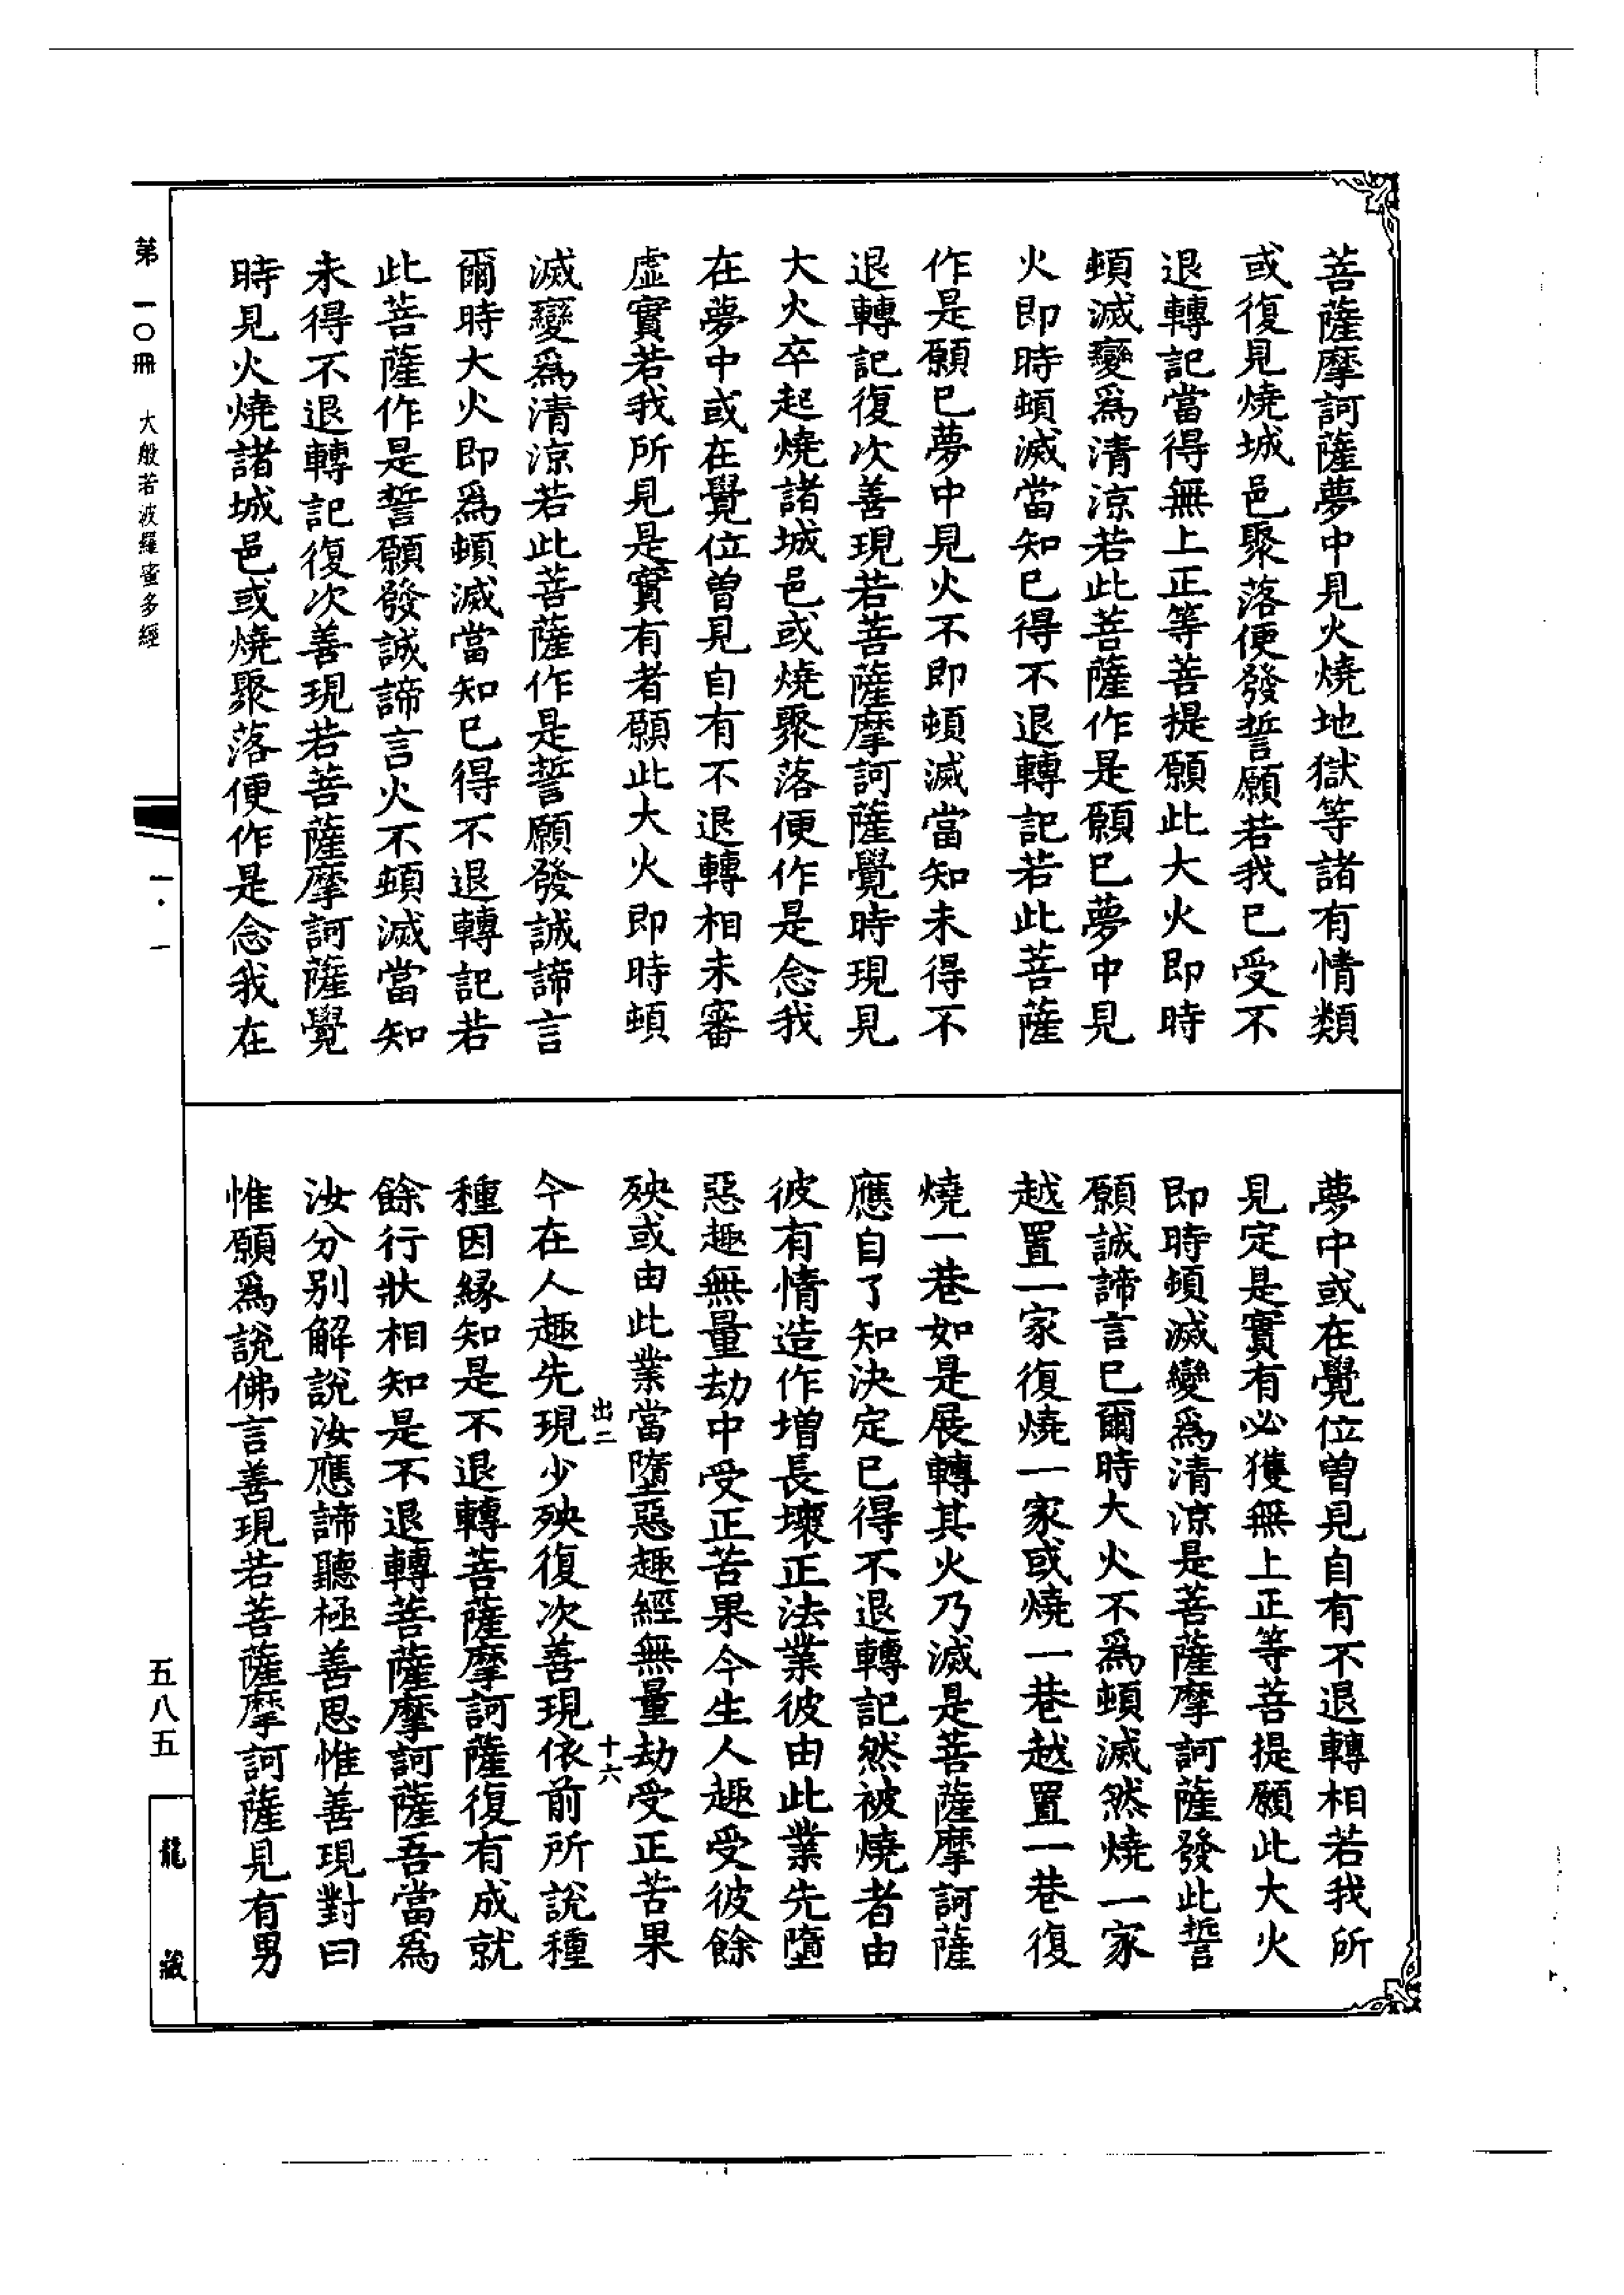 菩薩摩訶薩夢中見火燒地獄等諸有情類
或復見燒城邑聚落便發誓願若我已受不
退轉記當得無上正等菩提願此大火即時
頓滅變爲清涼若此菩薩作是願已夢中見
火即時頓滅當知已得不退轉記若此菩薩
作是願已夢中見火不即頓滅當知未得不
退轉記復次善現若菩薩摩訶薩覺時現見
大火卒起燒諸城邑或燒聚落便作是念我
在夢中或在覺位曾見自有不退轉相未審
虛實若我所見是實有者願此大火即時頓
滅變爲清涼若此菩薩作是誓願發誠諦言
爾時大火即爲頓滅當知已得不退轉記若
此菩薩作是誓願發誠諦言火不頓滅當知
未得不退轉記復次善現若菩薩摩訶薩覺
時見火燒諸城邑或燒聚落便作是念我在
夢中或在覺位曾見自有不退轉相若我所
見定是實有必獲無上正等菩提願此大火
即時頓滅變爲清涼是菩薩摩訶薩發此誓
願誠諦言已爾時大火不爲頓滅然燒一家
越置一家復燒一家或燒一巷越置一巷復
燒一巷如是展轉其火乃滅是菩薩摩訶薩
應自了知決定已得不退轉記然被燒者由
彼有情造作增長壞正法業彼由此業先墮
惡趣無量劫中受正苦果今生人趣受彼餘
殃或由此業當墮惡趣經無量劫受正苦果
出二 十六
今在人趣先現少殃復次善現依前所說種
種因緣知是不退轉菩薩摩訶薩復有成就
餘行狀相知是不退轉菩薩摩訶薩吾當爲
汝分別解說汝應諦聽極善思惟善現對曰
惟願爲說佛言善現若菩薩摩訶薩見有男
第一〇冊 大般若波羅蜜多經
一·一
五八五
龍藏